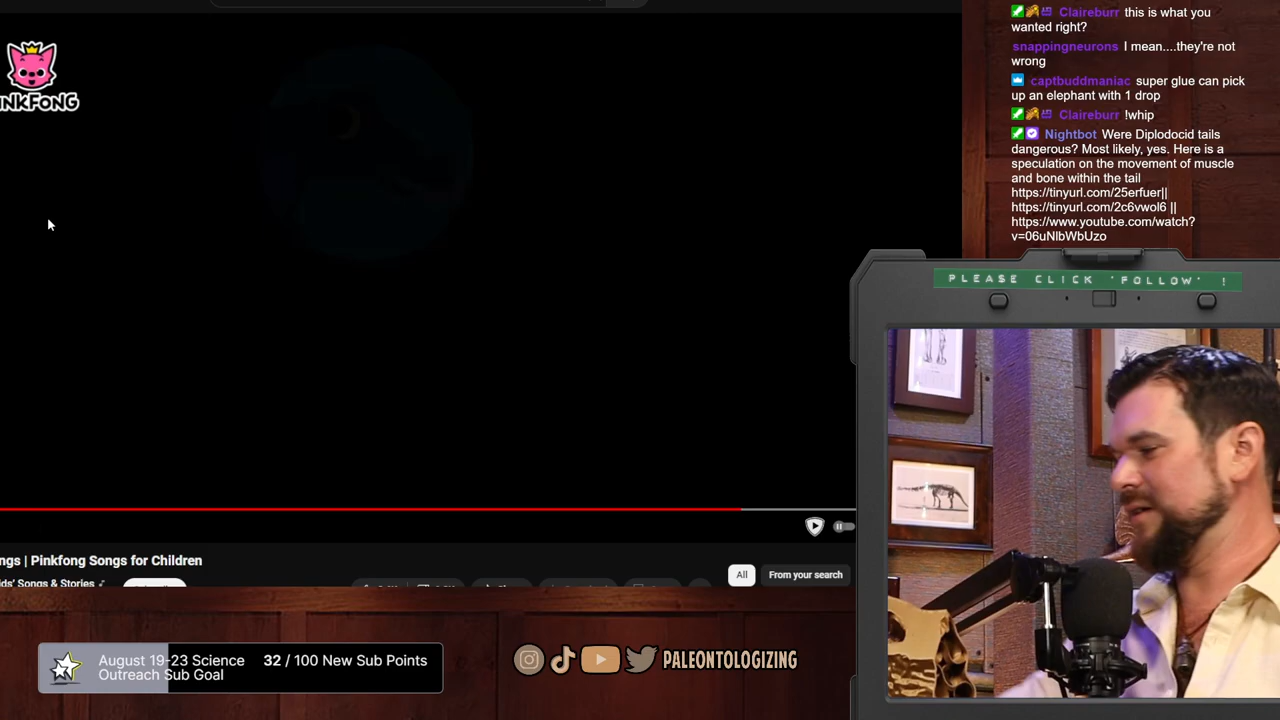 Claireburr this is what you
wanted right?
snappingneurons I mean....they're not
wrong
captbuddmaniac super glue can pick
up an elephant with 1 drop
Claireburr !whip
Nightbot Were Diplodocid tails
dangerous? Most likely, yes. Here is a
speculation on the movement of muscle
and bone within the tail
https://tinyurl.com/25erfuer||
https://tinyurl.com/2c6vwol6 ||
https://www.youtube.com/watch?
v=06uNlbWbUzo
INKFONG
PLEASE CLICK 'FOLLOW' !
ngs | Pinkfong Songs for Children
ds' Songs & Stories
All
From your search
August 19-23 Science
Outreach Sub Goal
32 / 100 New Sub Points
PALEONTOLOGIZING